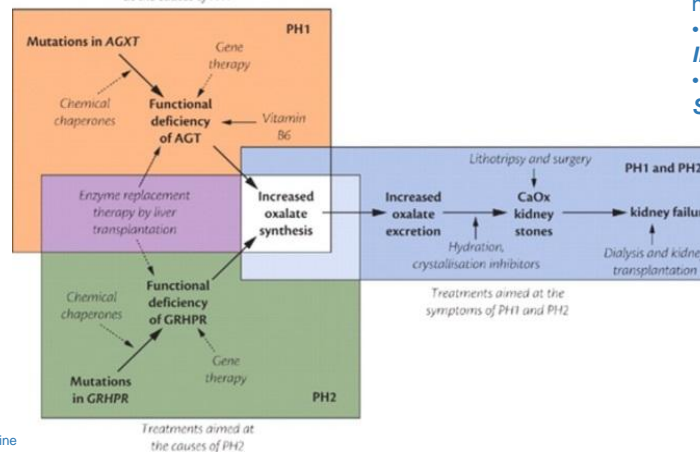 PH1
Mutations in AGXT
Gene
therapy
Chemical
chaperones
Functional
deficiency
of AGT
Vitamin
B6
Lithotripsy and surgery
PH1 and PH2
Enzyme replacement
therapy by liver
transplantation
Increased
oxalate
synthesis
Increased
oxalate
excretion
CaOx
kidney
stones
kidney failur
Hydration,
crystallisation inhibitors
Dialysis and kidne
transplantation
Functional
deficiency
of GRHPR
Chemical
chaperones
Treatments aimed at the
symptoms of PH1 and PH2
Gene
therapy
Mutations
in GRHPR
PH2
Treatments aimed at
the causes of PH2
ine